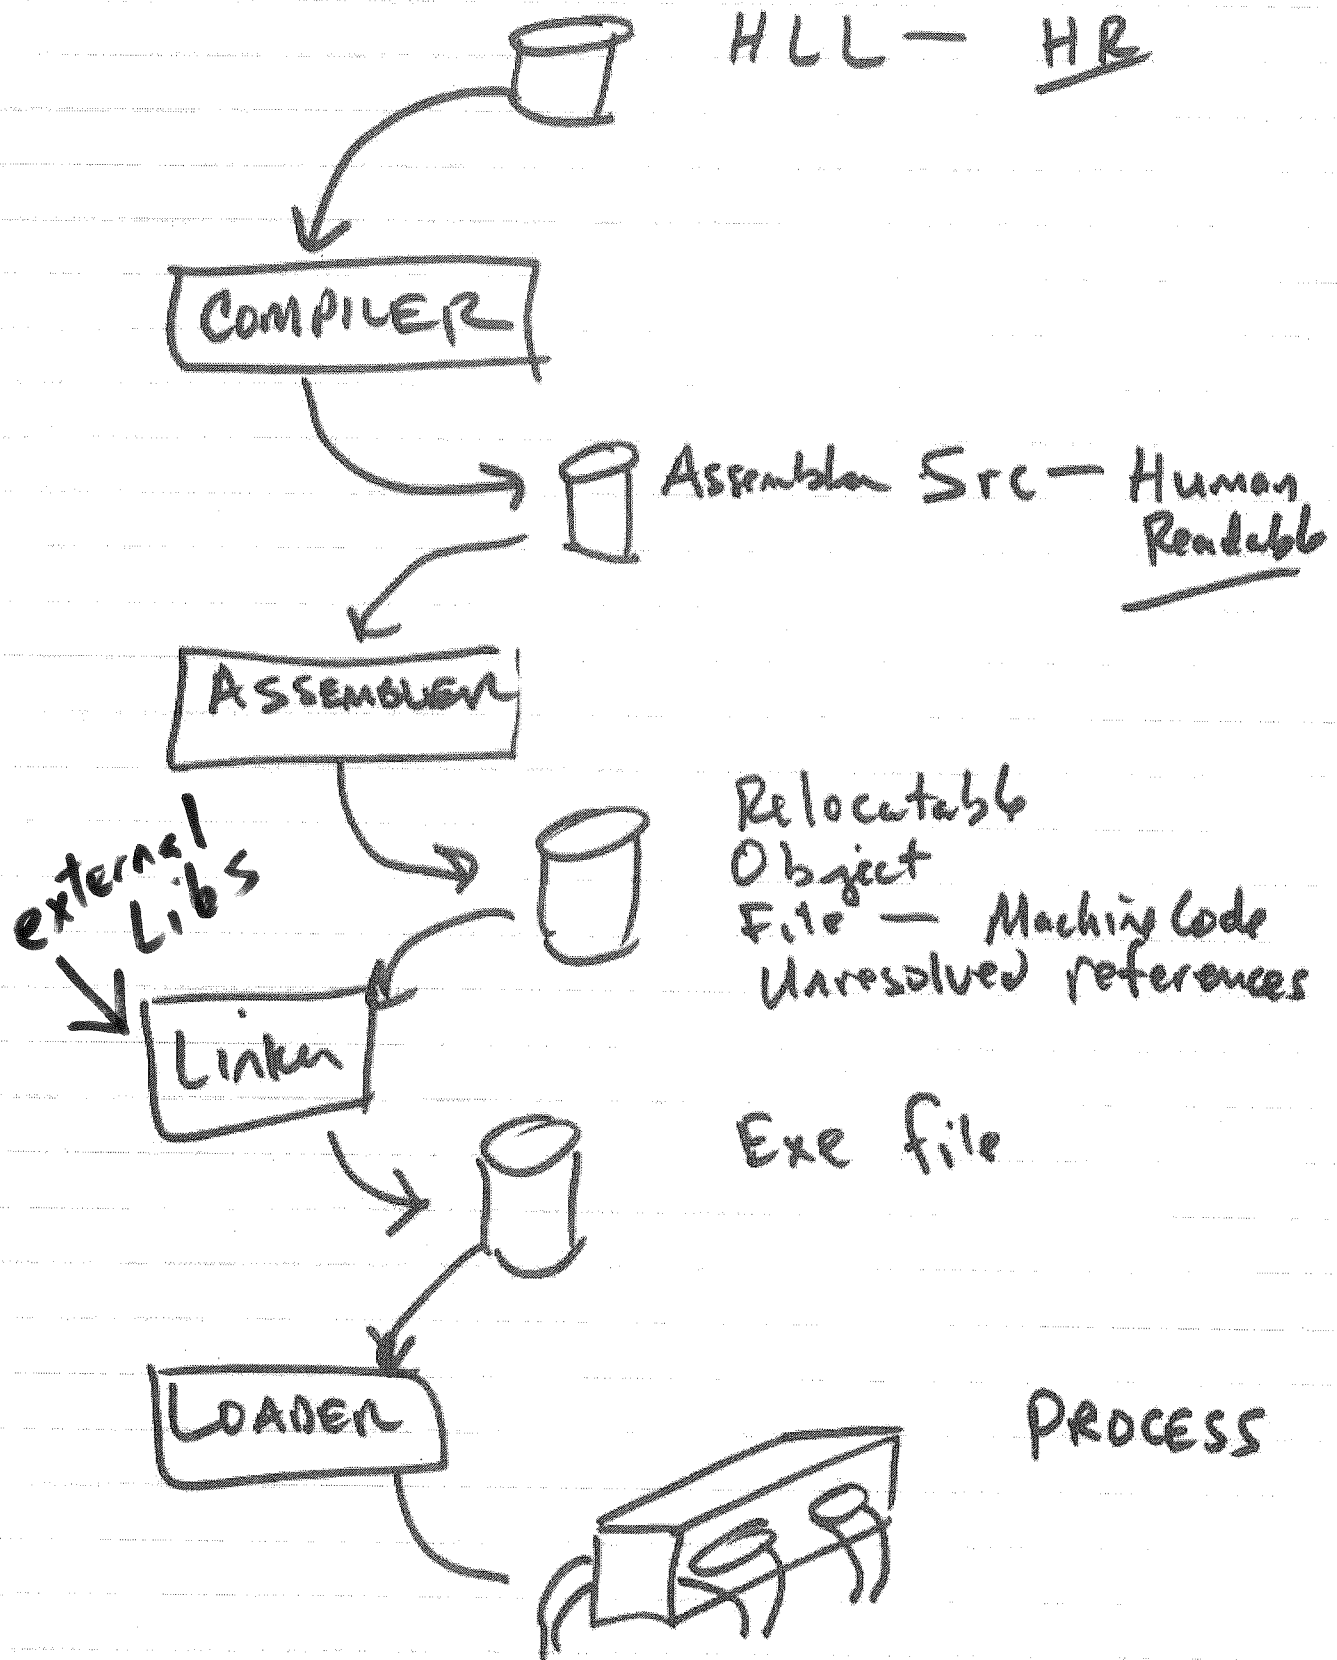 HLL — HR
COMPILER
Assembler Src — Human
Readable
ASSEMBLER
external
Libs
Relocatable
Object
File — Machine Code
Unresolved references
Linker
Exe file
LOADER
PROCESS